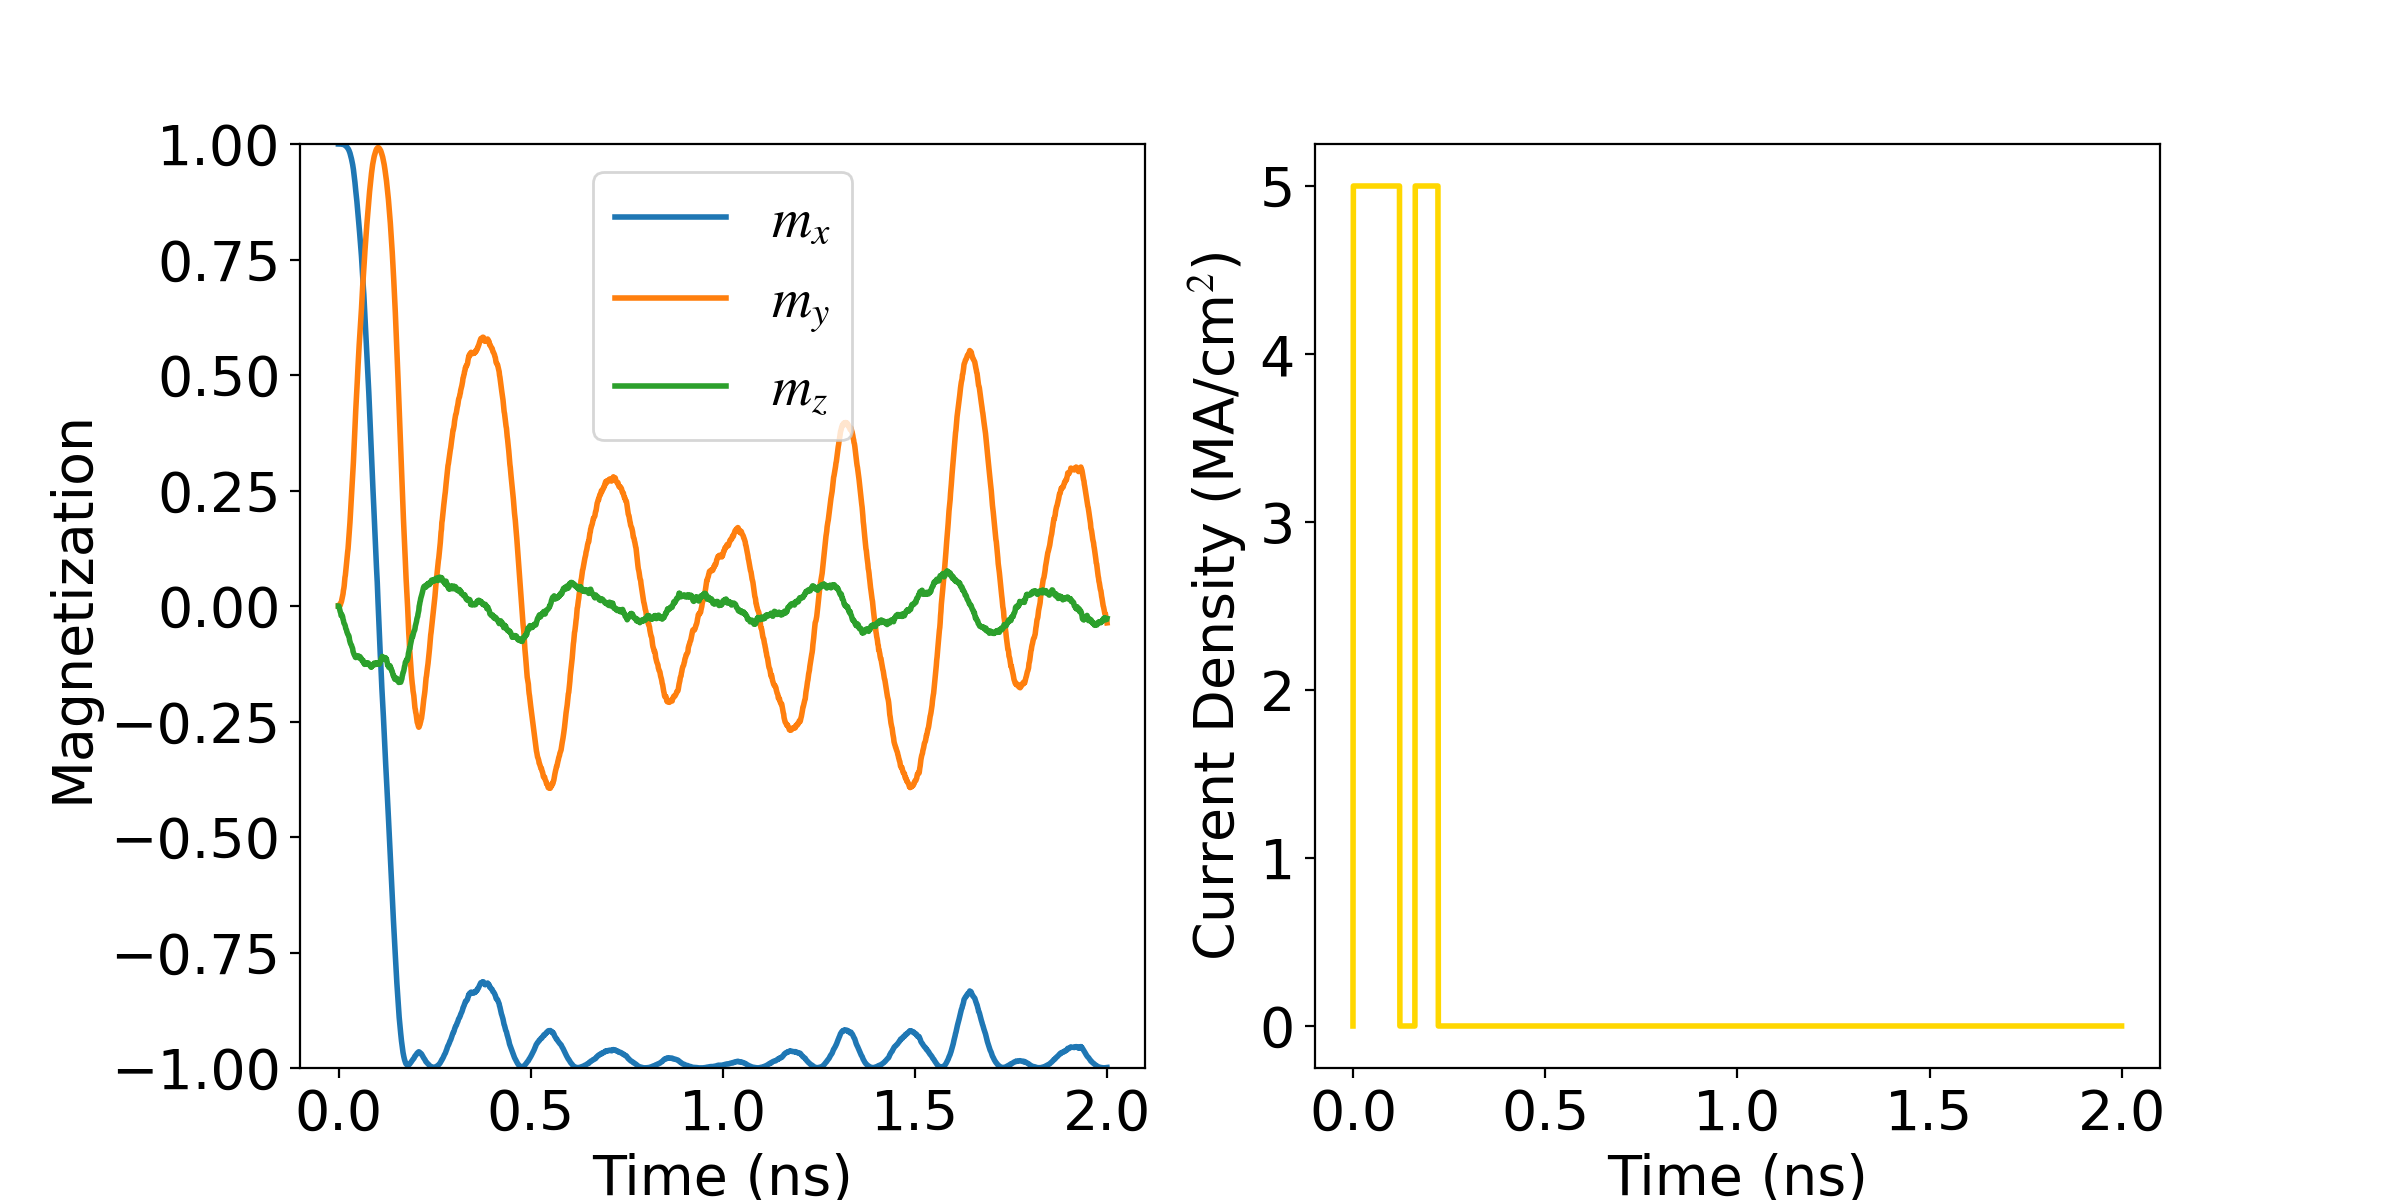 1.00
0.75
0.50
0.25
0.00
−0.25
−0.50
−0.75
−1.00
Magnetization
0.0 0.5 1.0 1.5 2.0
Time (ns)
mₓ
m_y
m_z
5
4
3
2
1
0
Current Density (MA/cm²)
0.0 0.5 1.0 1.5 2.0
Time (ns)